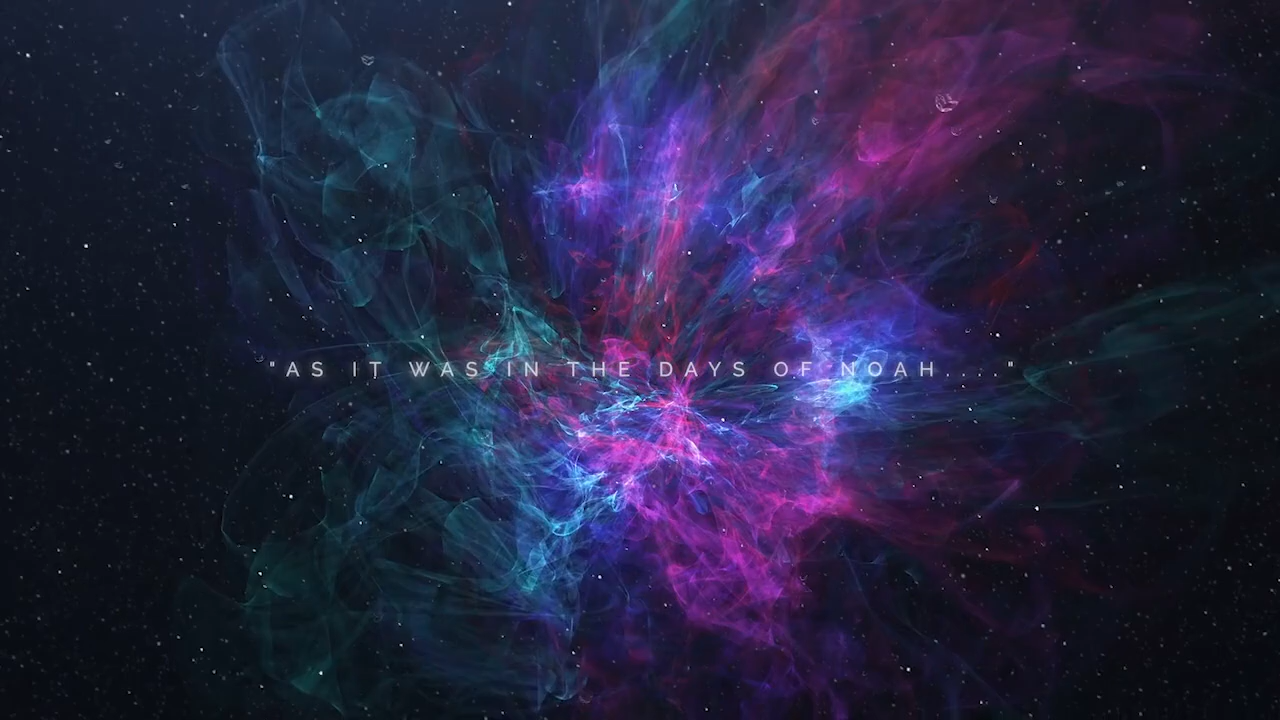 "AS IT WAS IN THE DAYS OF NOAH...."